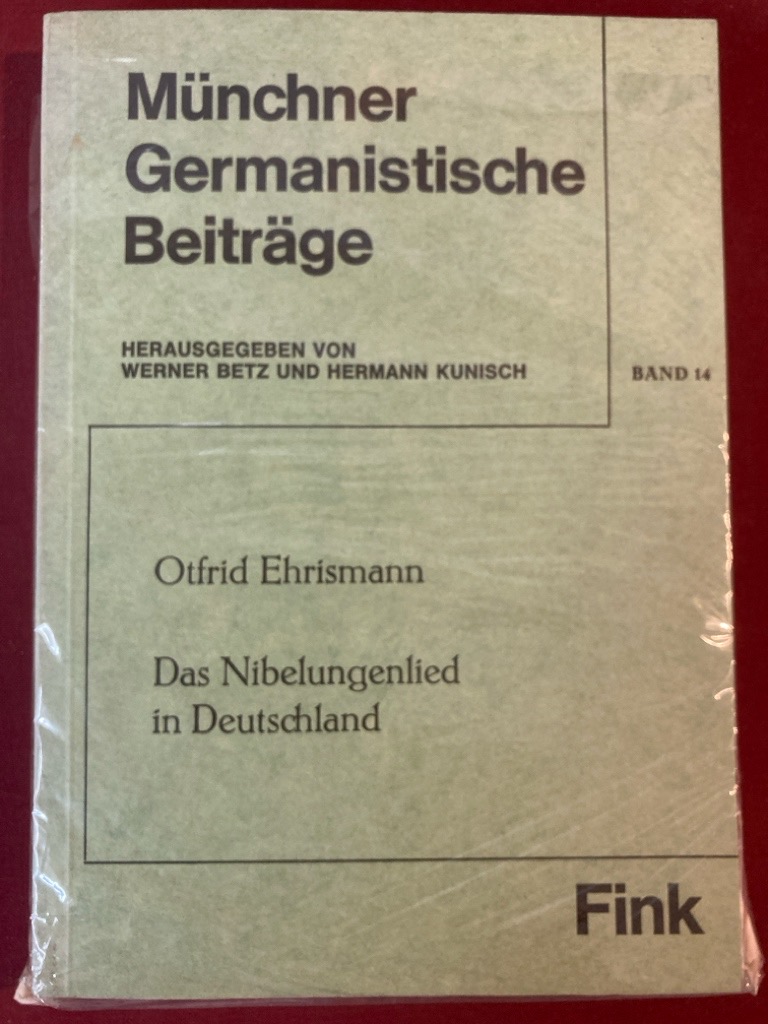 Münchner
Germanistische
Beiträge
HERAUSGEGEBEN VON
WERNER BETZ UND HERMANN KUNISCH
BAND 14
Otfrid Ehrismann
Das Nibelungenlied
in Deutschland
Fink